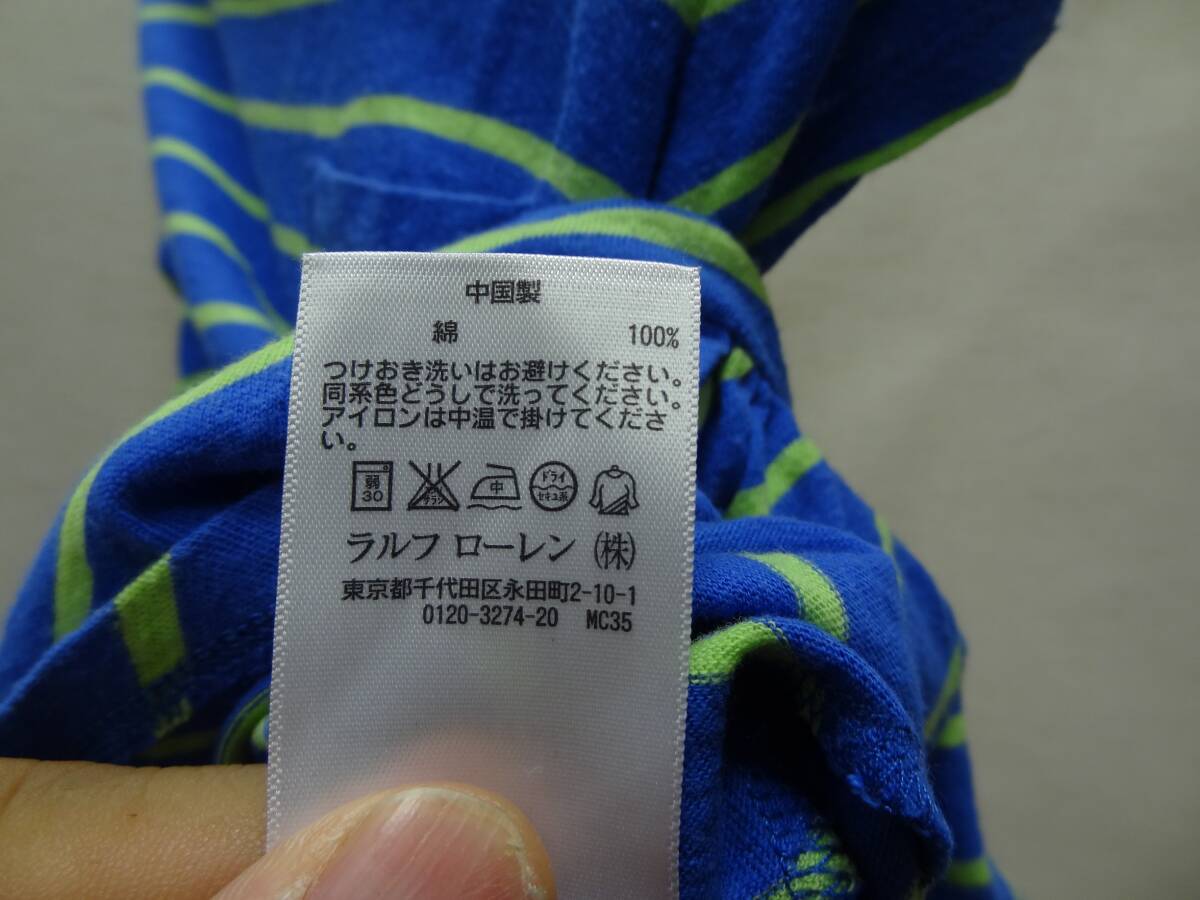 中国製
綿 100%
つけおき洗いはお避けください。
同系色どうしで洗ってください。
アイロンは中温で掛けてくださ
い。
弱 30 中 ドライ セキユ系
ラルフ ローレン (株)
東京都千代田区永田町2-10-1
0120-3274-20 MC35